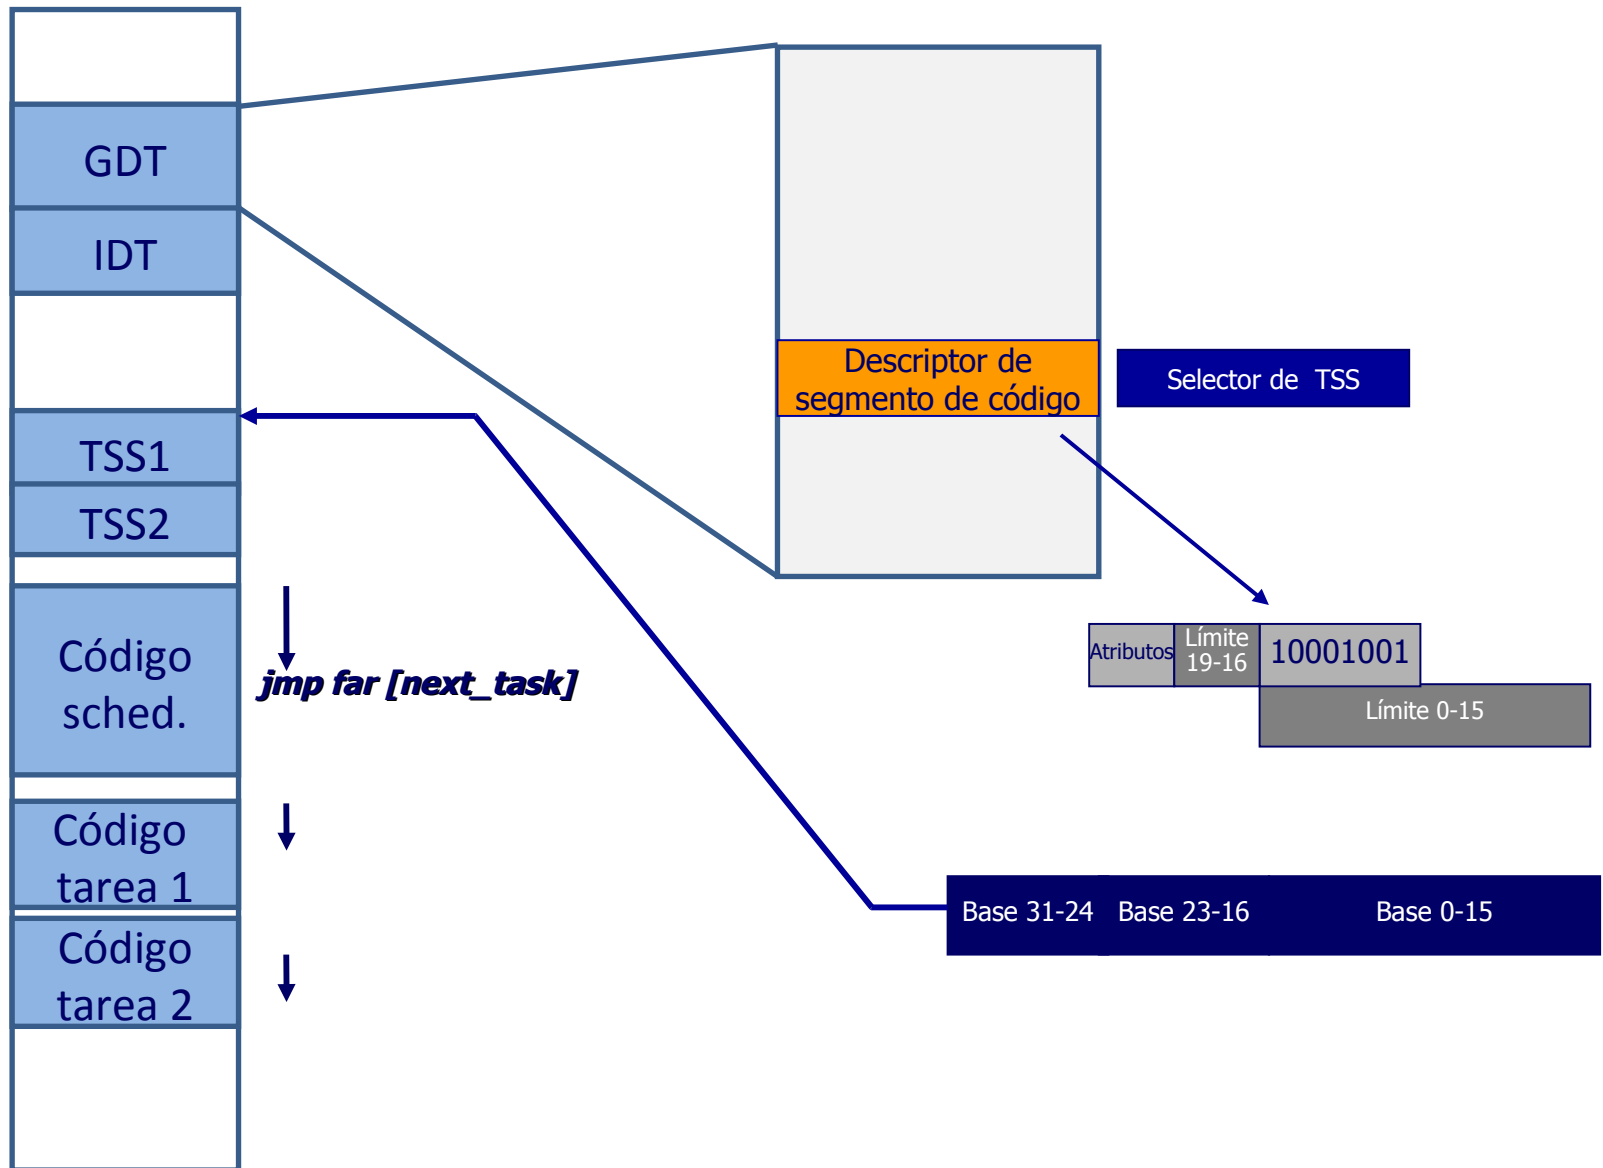 GDT
IDT
TSS1
TSS2
Código
sched.
Código
tarea 1
Código
tarea 2
jmp far [next_task]
Descriptor de
segmento de código
Selector de TSS
Atributos
Límite
19-16
10001001
Límite 0-15
Base 31-24
Base 23-16
Base 0-15